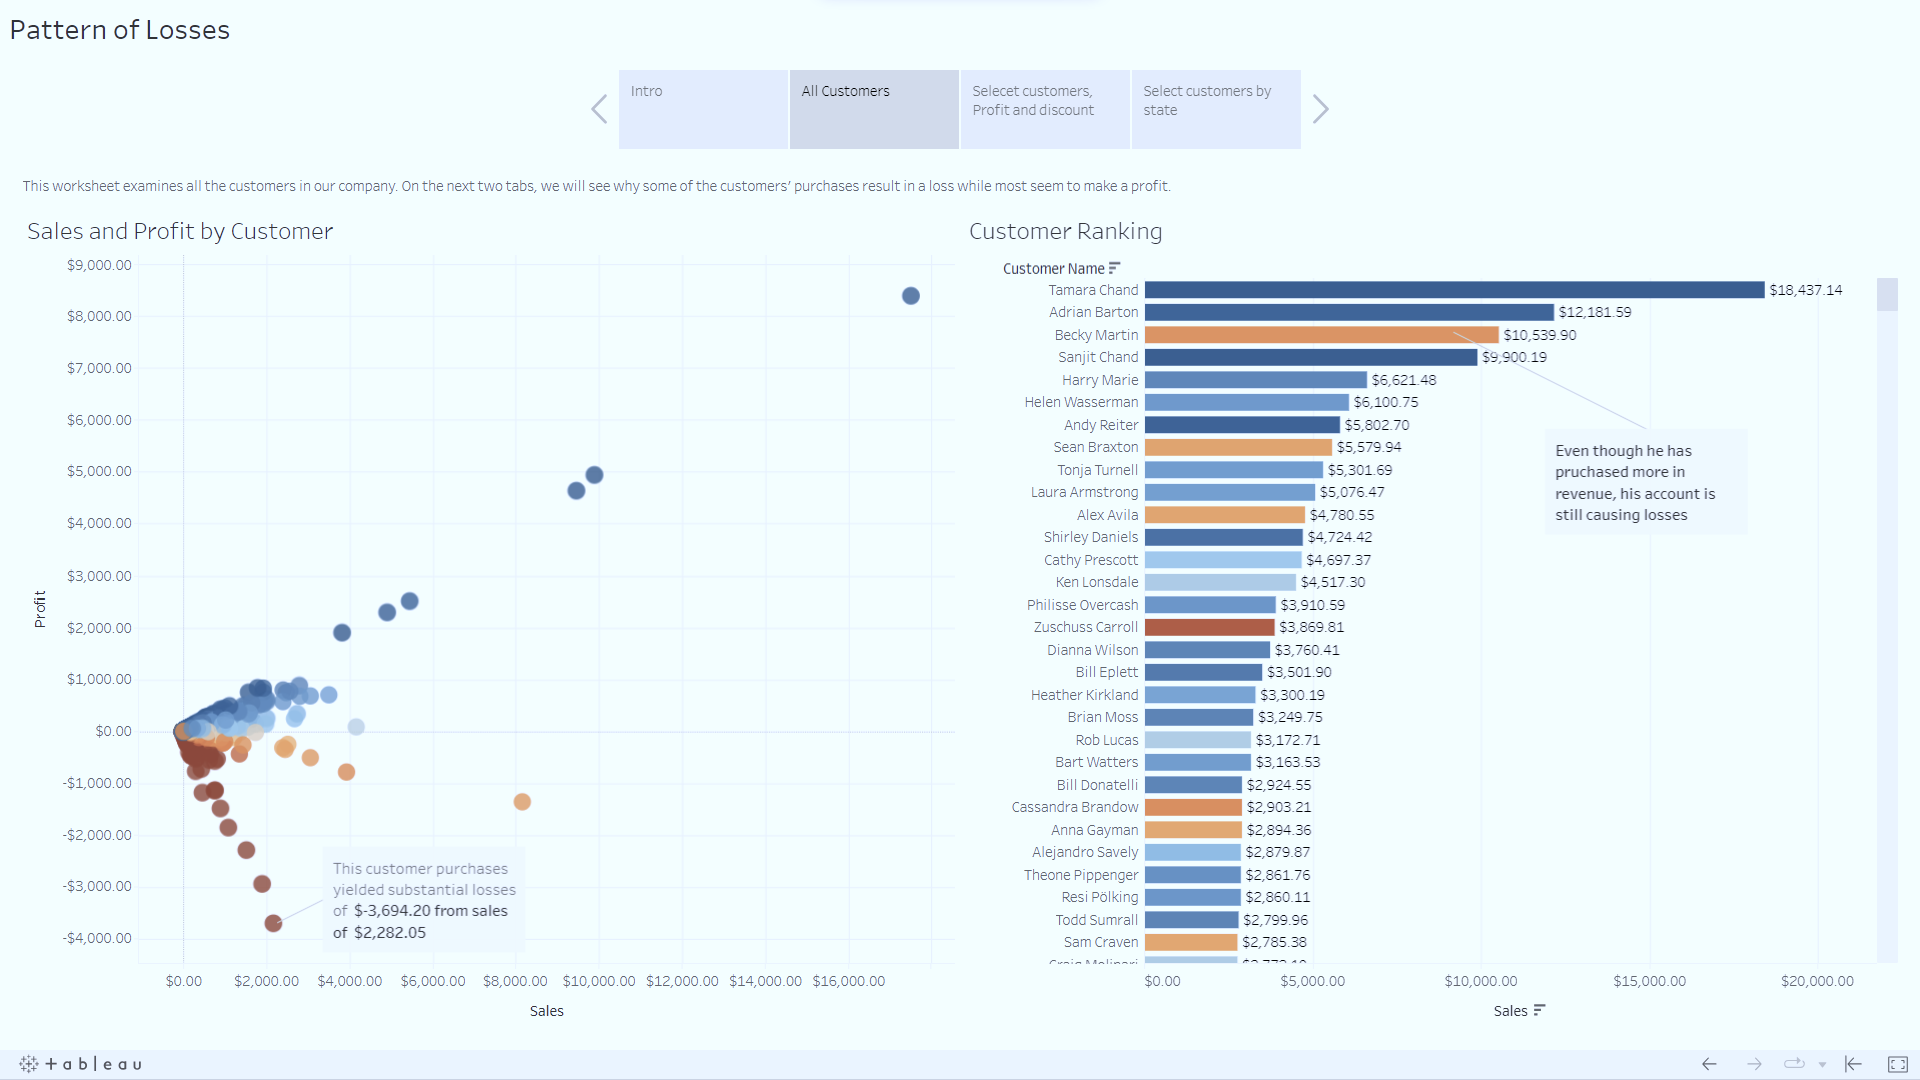 Pattern of Losses
Intro
All Customers
Selecet customers,
Profit and discount
Select customers by
state
This worksheet examines all the customers in our company. On the next two tabs, we will see why some of the customers' purchases result in a loss while most seem to make a profit.
Sales and Profit by Customer
$9,000.00
$8,000.00
$7,000.00
$6,000.00
$5,000.00
$4,000.00
$3,000.00
$2,000.00
$1,000.00
$0.00
-$1,000.00
-$2,000.00
-$3,000.00
-$4,000.00
Profit
This customer purchases
yielded substantial losses
of $-3,694.20 from sales
of $2,282.05
$0.00 $2,000.00 $4,000.00 $6,000.00 $8,000.00 $10,000.00 $12,000.00 $14,000.00 $16,000.00
Sales
Customer Ranking
Customer Name
Tamara Chand $18,437.14
Adrian Barton $12,181.59
Becky Martin $10,539.90
Sanjit Chand $9,900.19
Harry Marie $6,621.48
Helen Wasserman $6,100.75
Andy Reiter $5,802.70
Sean Braxton $5,579.94
Tonja Turnell $5,301.69
Laura Armstrong $5,076.47
Alex Avila $4,780.55
Shirley Daniels $4,724.42
Cathy Prescott $4,697.37
Ken Lonsdale $4,517.30
Philisse Overcash $3,910.59
Zuschuss Carroll $3,869.81
Dianna Wilson $3,760.41
Bill Eplett $3,501.90
Heather Kirkland $3,300.19
Brian Moss $3,249.75
Rob Lucas $3,172.71
Bart Watters $3,163.53
Bill Donatelli $2,924.55
Cassandra Brandow $2,903.21
Anna Gayman $2,894.36
Alejandro Savely $2,879.87
Theone Pippenger $2,861.76
Resi Pölking $2,860.11
Todd Sumrall $2,799.96
Sam Craven $2,785.38
Even though he has
pruchased more in
revenue, his account is
still causing losses
$0.00 $5,000.00 $10,000.00 $15,000.00 $20,000.00
Sales
+ableau